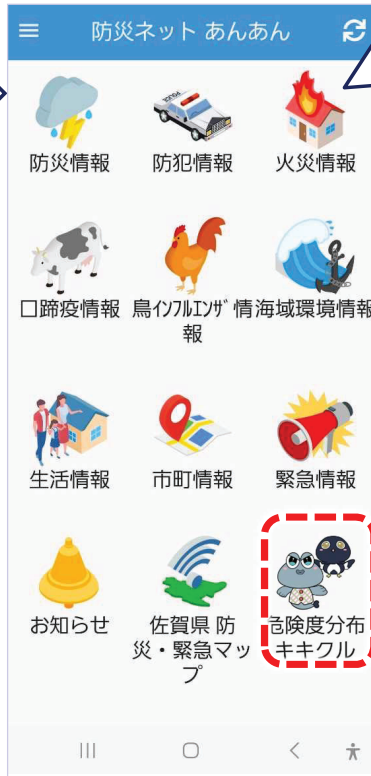 防災ネット あんあん
防災情報
防犯情報
火災情報
口蹄疫情報
鳥インフルエンザ情
報
海域環境情報
生活情報
市町情報
緊急情報
お知らせ
佐賀県 防
災・緊急マッ
プ
危険度分布
キキクル